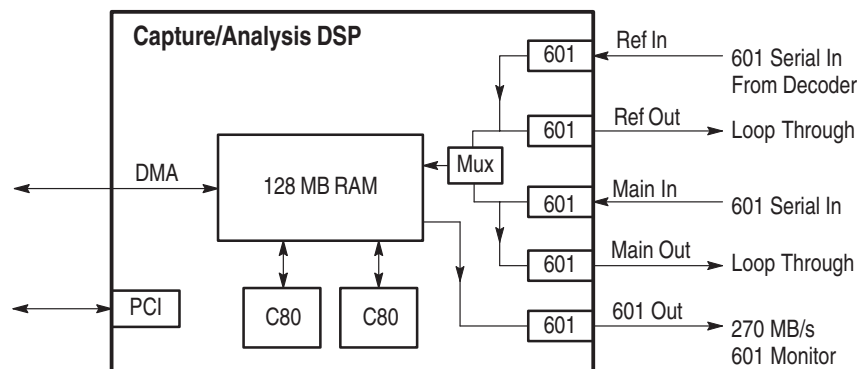 Capture/Analysis DSP
601
Ref In
601 Serial In
From Decoder
601
Ref Out
Loop Through
DMA
128 MB RAM
Mux
601
Main In
601 Serial In
601
Main Out
Loop Through
PCI
C80
C80
601
601 Out
270 MB/s
601 Monitor